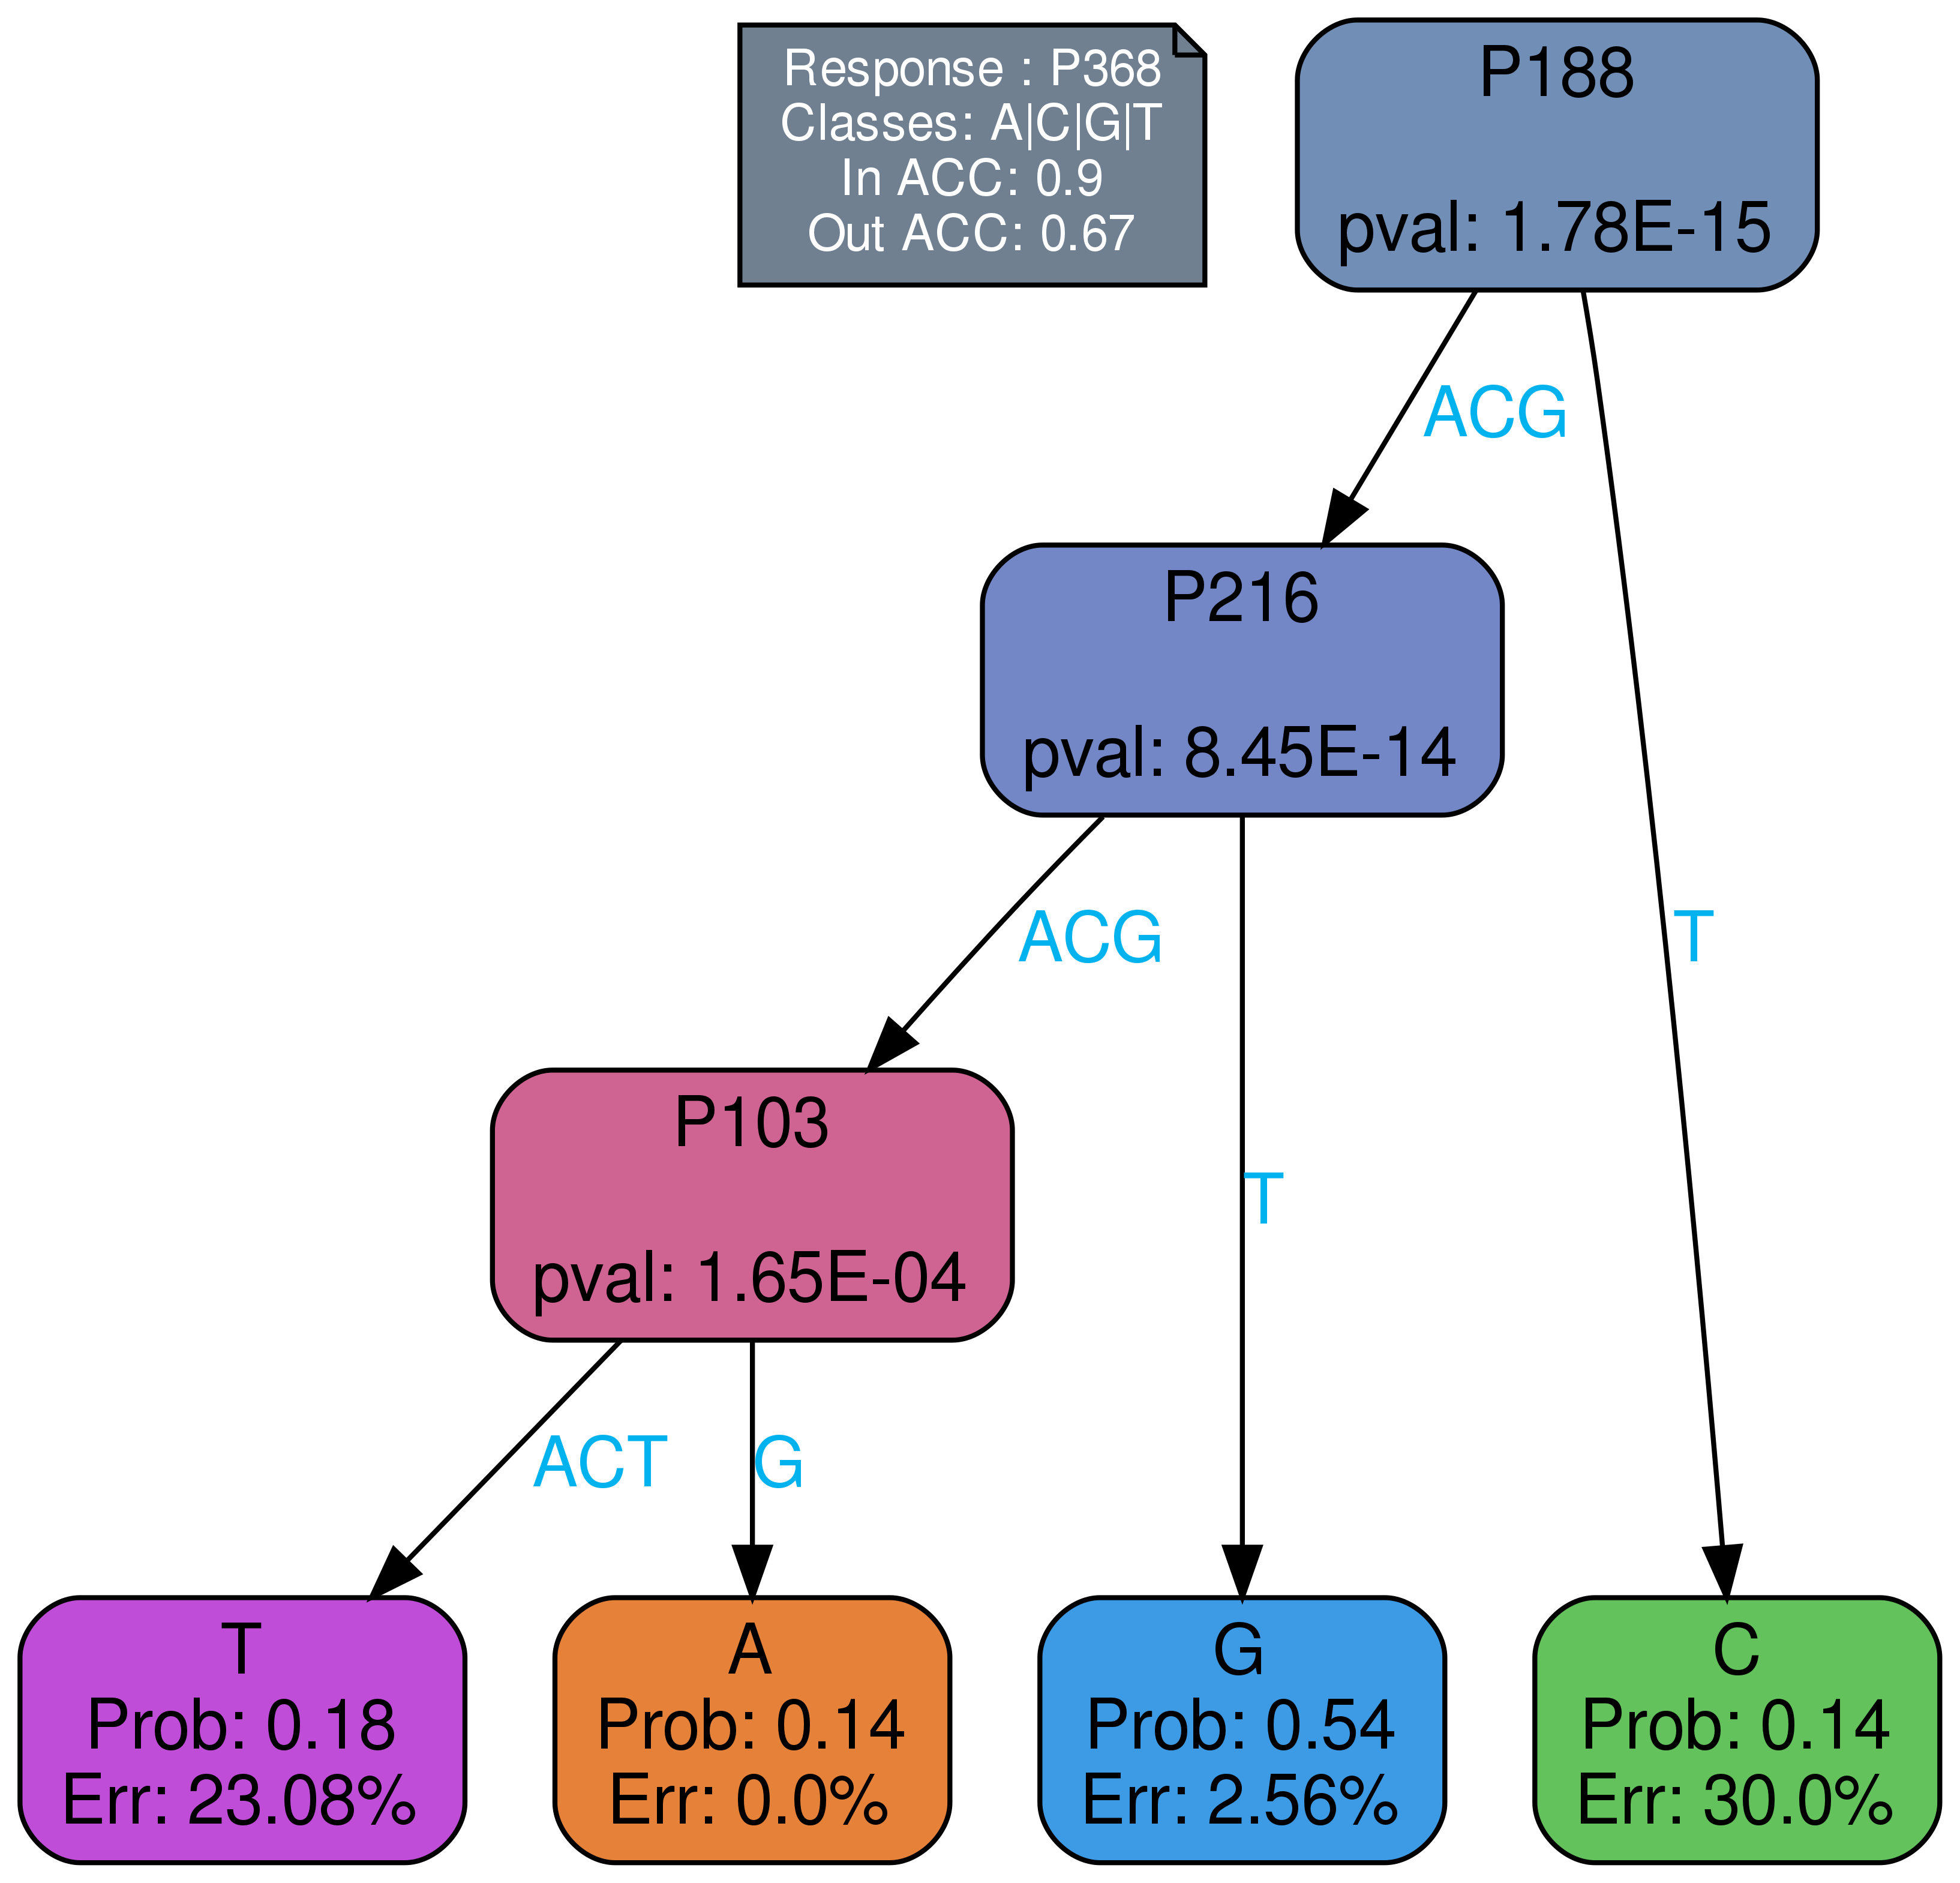 Response : P368
Classes: A|C|G|T
In ACC: 0.9
Out ACC: 0.67
P188
pval: 1.78E-15
ACG
P216
pval: 8.45E-14
ACG
T
P103
pval: 1.65E-04
T
ACT
G
T
Prob: 0.18
Err: 23.08%
A
Prob: 0.14
Err: 0.0%
G
Prob: 0.54
Err: 2.56%
C
Prob: 0.14
Err: 30.0%